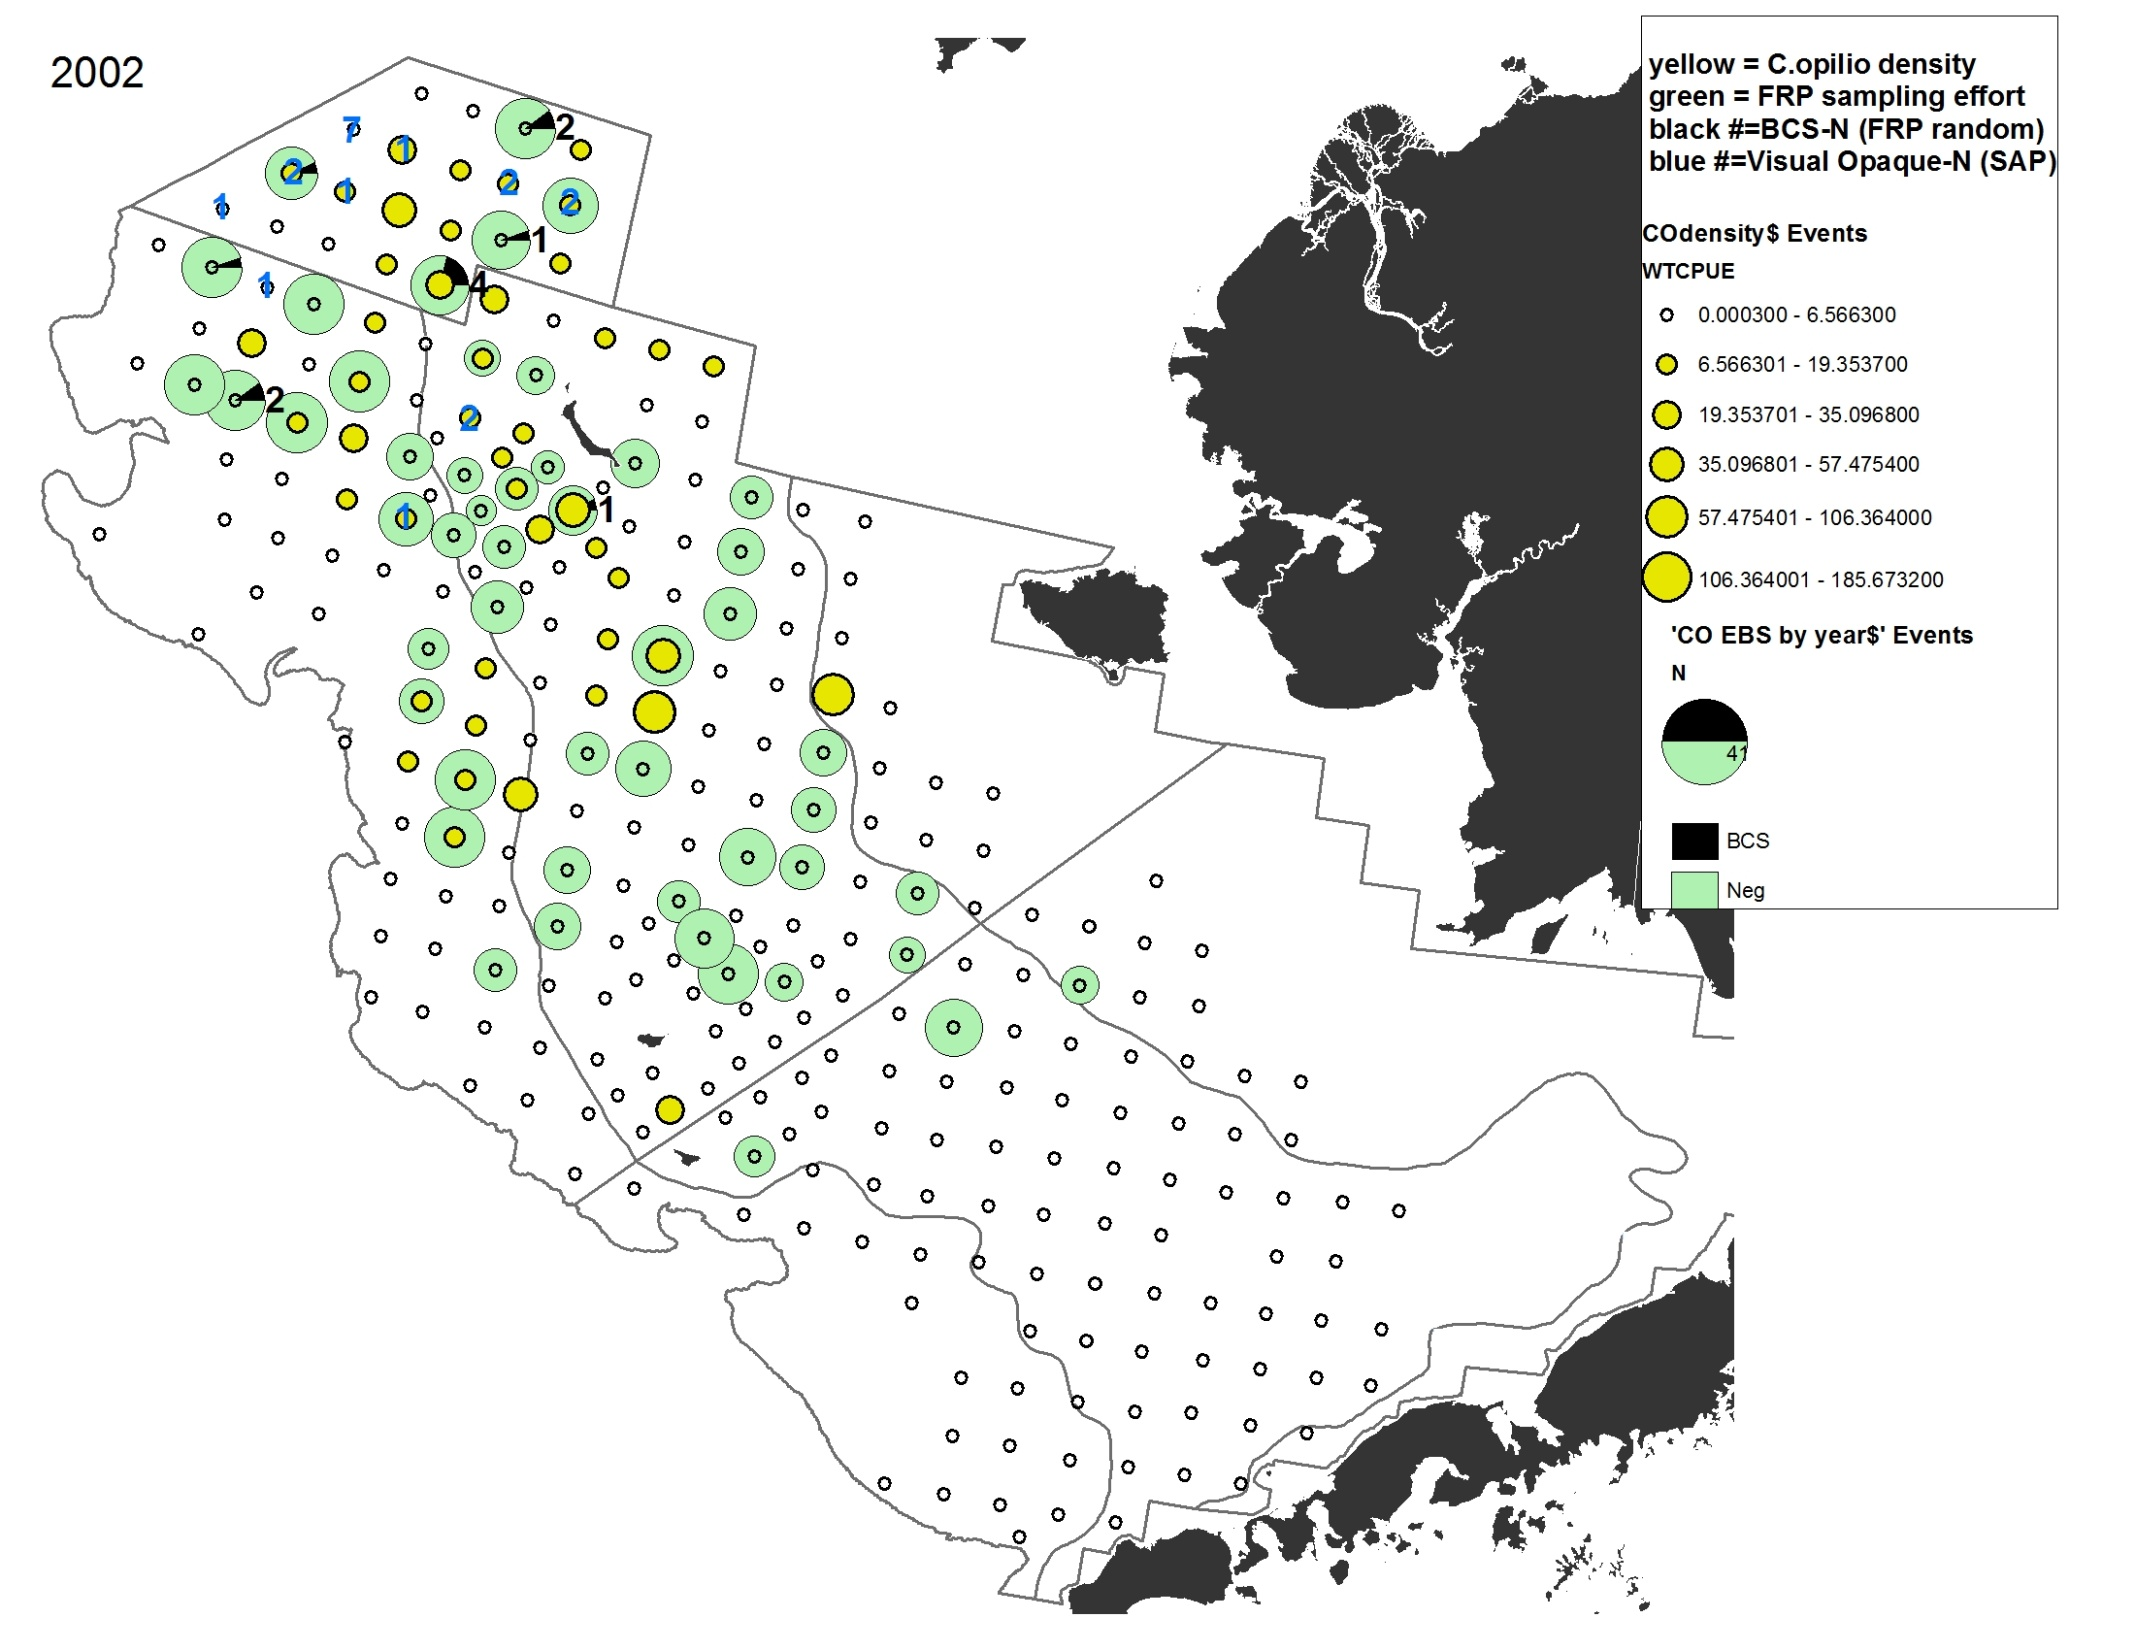 2002
yellow = C.opilio density
green = FRP sampling effort
black #=BCS-N (FRP random)
blue #=Visual Opaque-N (SAP)
COdensity$ Events
WTCPUE
0.000300 - 6.566300
6.566301 - 19.353700
19.353701 - 35.096800
35.096801 - 57.475400
57.475401 - 106.364000
106.364001 - 185.673200
'CO EBS by year$' Events
N
41
BCS
Neg
2
7
1
2
1
2
2
1
1
4
1
2
2
1
1